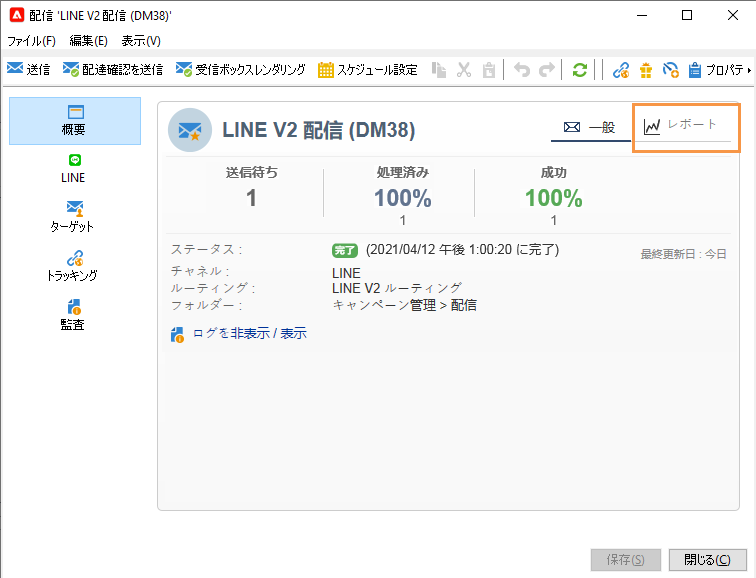 配信 'LINE V2 配信 (DM38)'
ファイル(F) 編集(E) 表示(V)
送信 配達確認を送信 受信ボックスレンダリング スケジュール設定 プロパテ
概要
LINE
ターゲット
トラッキング
監査
LINE V2 配信 (DM38)
一般 レポート
送信待ち 処理済み 成功
1 100% 100%
1 1
ステータス : 完了 (2021/04/12 午後 1:00:20 に完了) 最終更新日 : 今日
チャネル : LINE
ルーティング : LINE V2 ルーティング
フォルダー : キャンペーン管理 > 配信
ログを非表示 / 表示
保存(S) 閉じる(C)